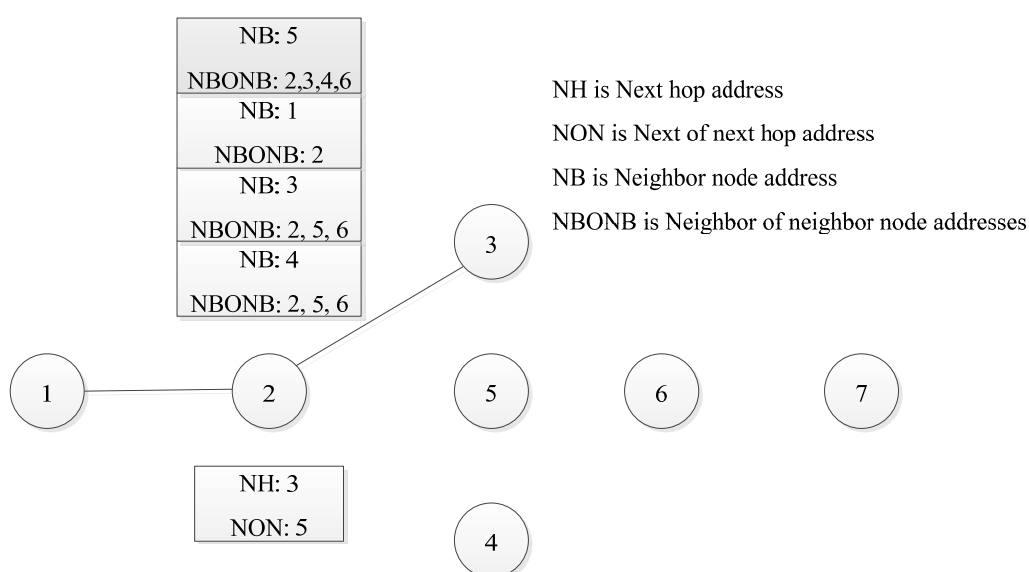 NB: 5
NBONB: 2,3,4,6
NB: 1
NBONB: 2
NB: 3
NBONB: 2, 5, 6
NB: 4
NBONB: 2, 5, 6
NH is Next hop address
NON is Next of next hop address
NB is Neighbor node address
NBONB is Neighbor of neighbor node addresses
3
1
2
5
6
7
NH: 3
NON: 5
4